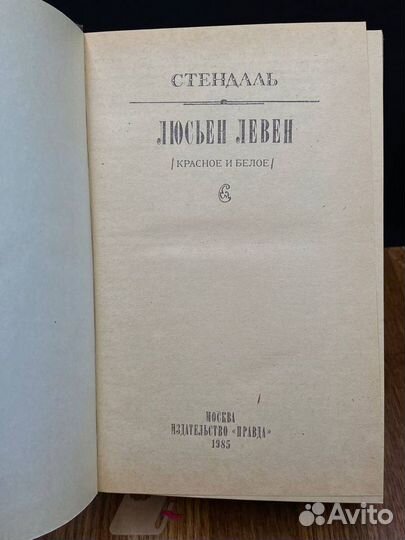 СТЕНДАЛЬ
ЛЮСЬЕН ЛЕВЕН
/КРАСНОЕ И БЕЛОЕ/
МОСКВА
ИЗДАТЕЛЬСТВО «ПРАВДА»
1985
Avito